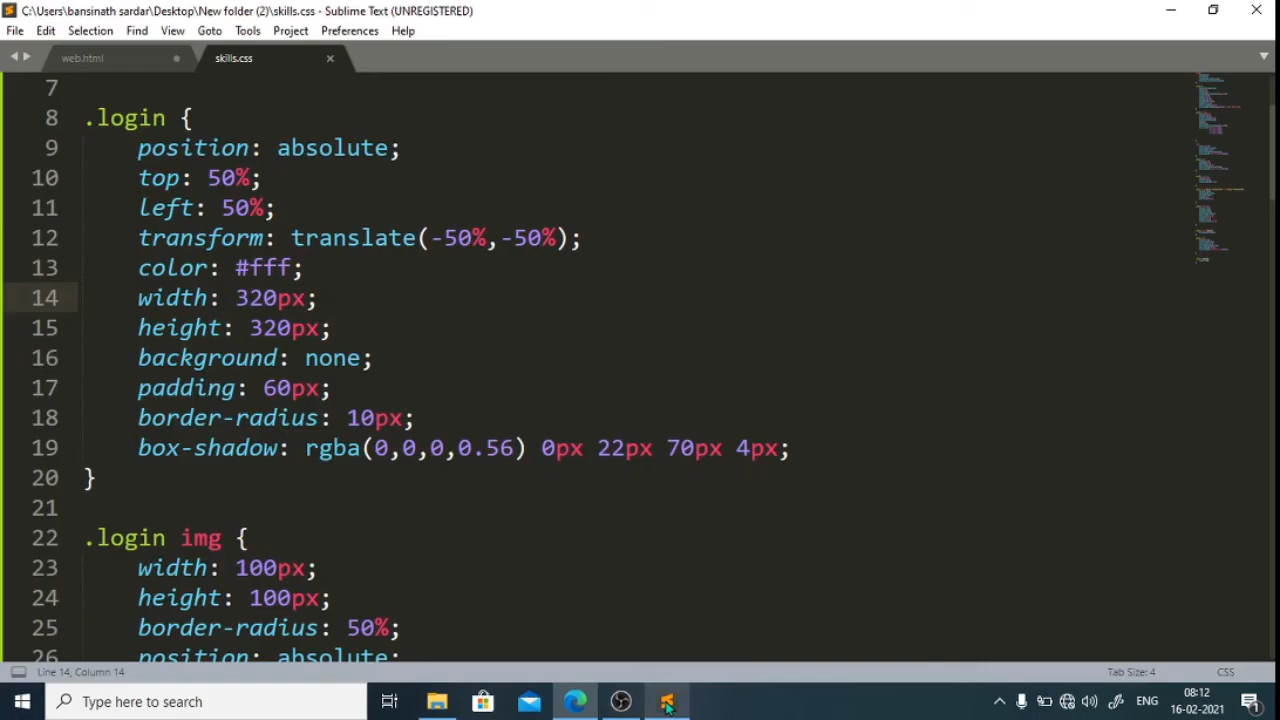 C:\Users\bansinath sardar\Desktop\New folder (2)\skills.css - Sublime Text (UNREGISTERED)
File Edit Selection Find View Goto Tools Project Preferences Help
web.html skills.css
7
8 .login {
9 position: absolute;
10 top: 50%;
11 left: 50%;
12 transform: translate(-50%,-50%);
13 color: #fff;
14 width: 320px;
15 height: 320px;
16 background: none;
17 padding: 60px;
18 border-radius: 10px;
19 box-shadow: rgba(0,0,0,0.56) 0px 22px 70px 4px;
20 }
21
22 .login img {
23 width: 100px;
24 height: 100px;
25 border-radius: 50%;
26 position: absolute;
Line 14, Column 14 Tab Size: 4 CSS
Type here to search ENG 08:12
16-02-2021 1